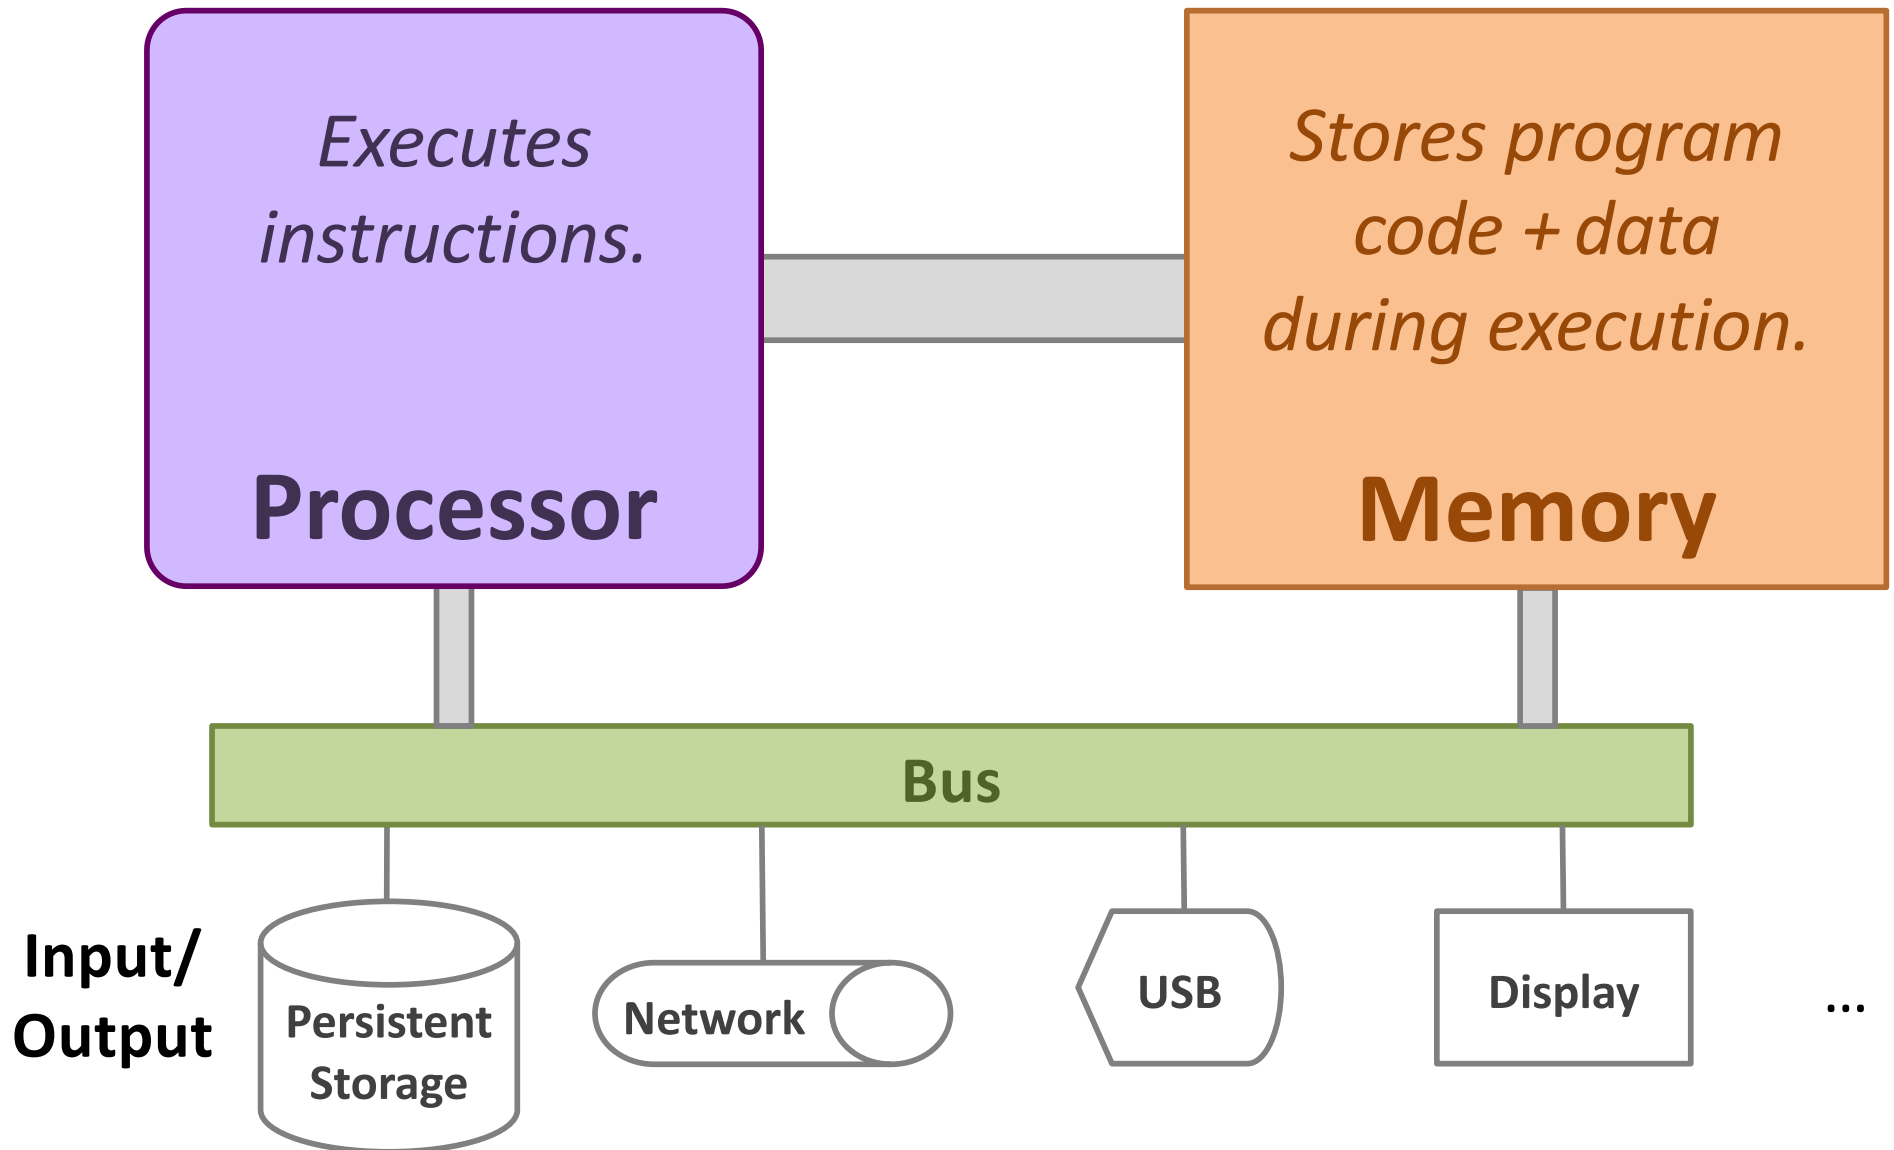 Executes
instructions.
Processor
Stores program
code + data
during execution.
Memory
Bus
Input/
Output
Persistent
Storage
Network
USB
Display
...